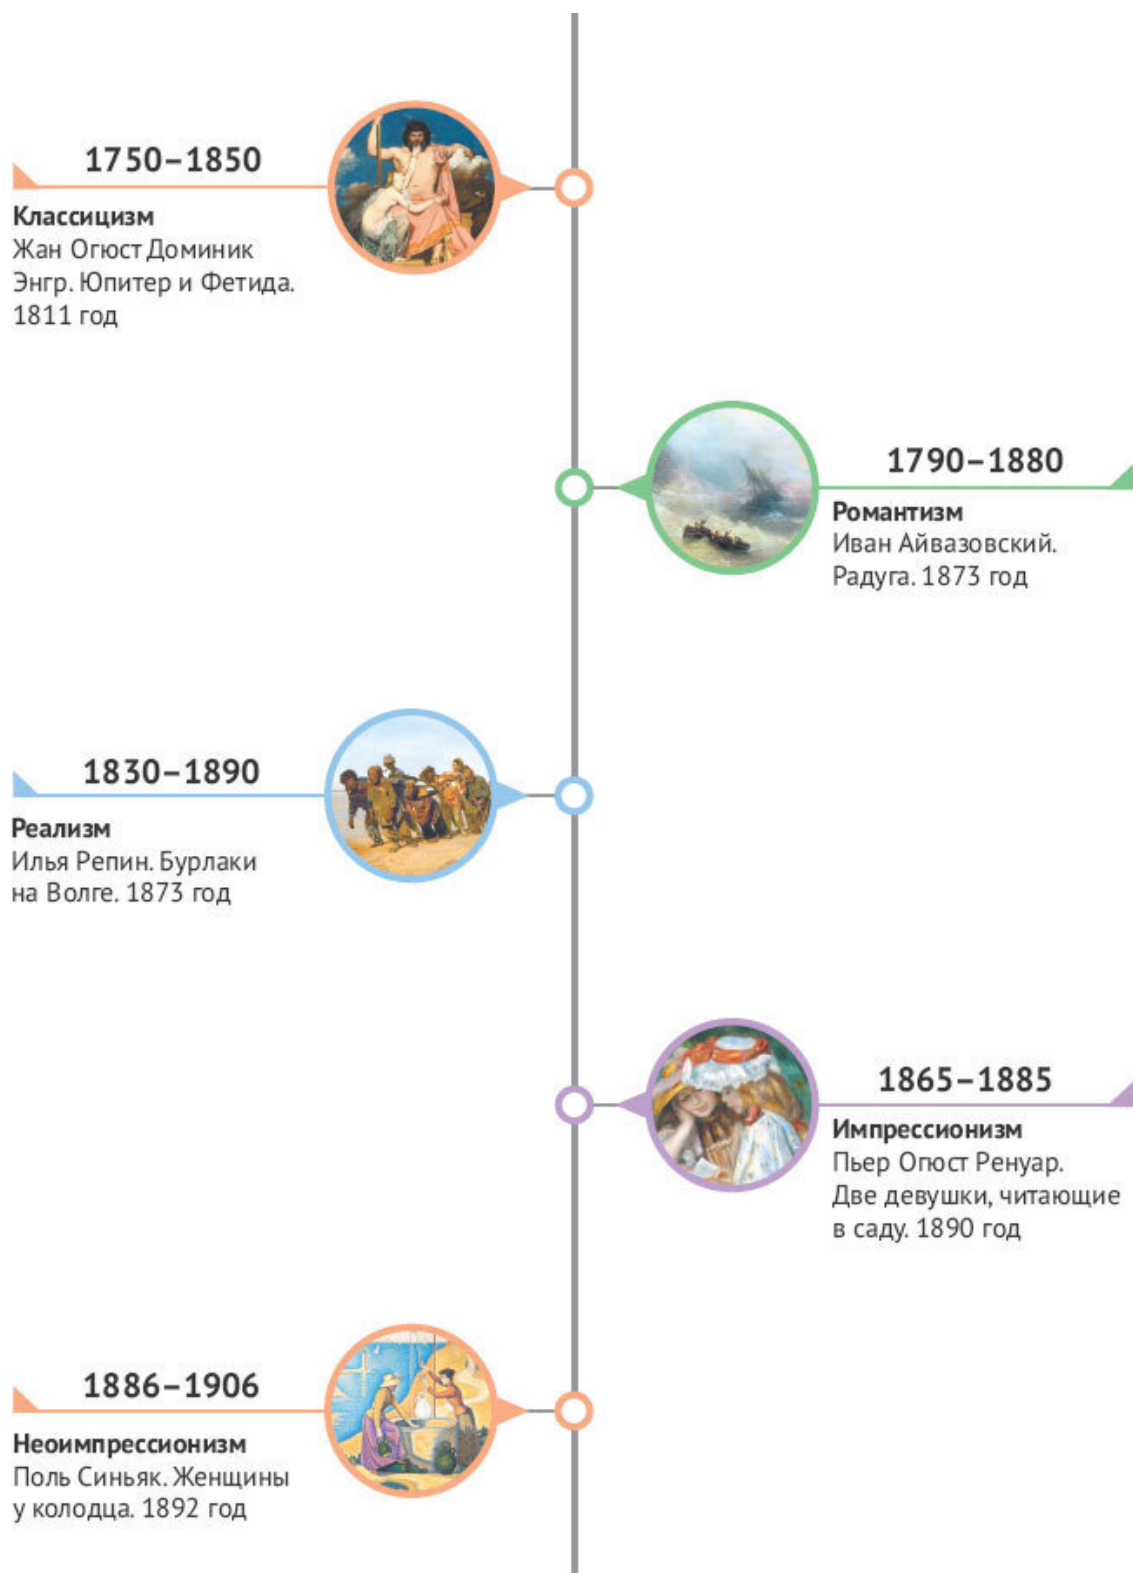 1750–1850
Классицизм
Жан Огюст Доминик
Энгр. Юпитер и Фетида.
1811 год
1790–1880
Романтизм
Иван Айвазовский.
Радуга. 1873 год
1830–1890
Реализм
Илья Репин. Бурлаки
на Волге. 1873 год
1865–1885
Импрессионизм
Пьер Огюст Ренуар.
Две девушки, читающие
в саду. 1890 год
1886–1906
Неоимпрессионизм
Поль Синьяк. Женщины
у колодца. 1892 год